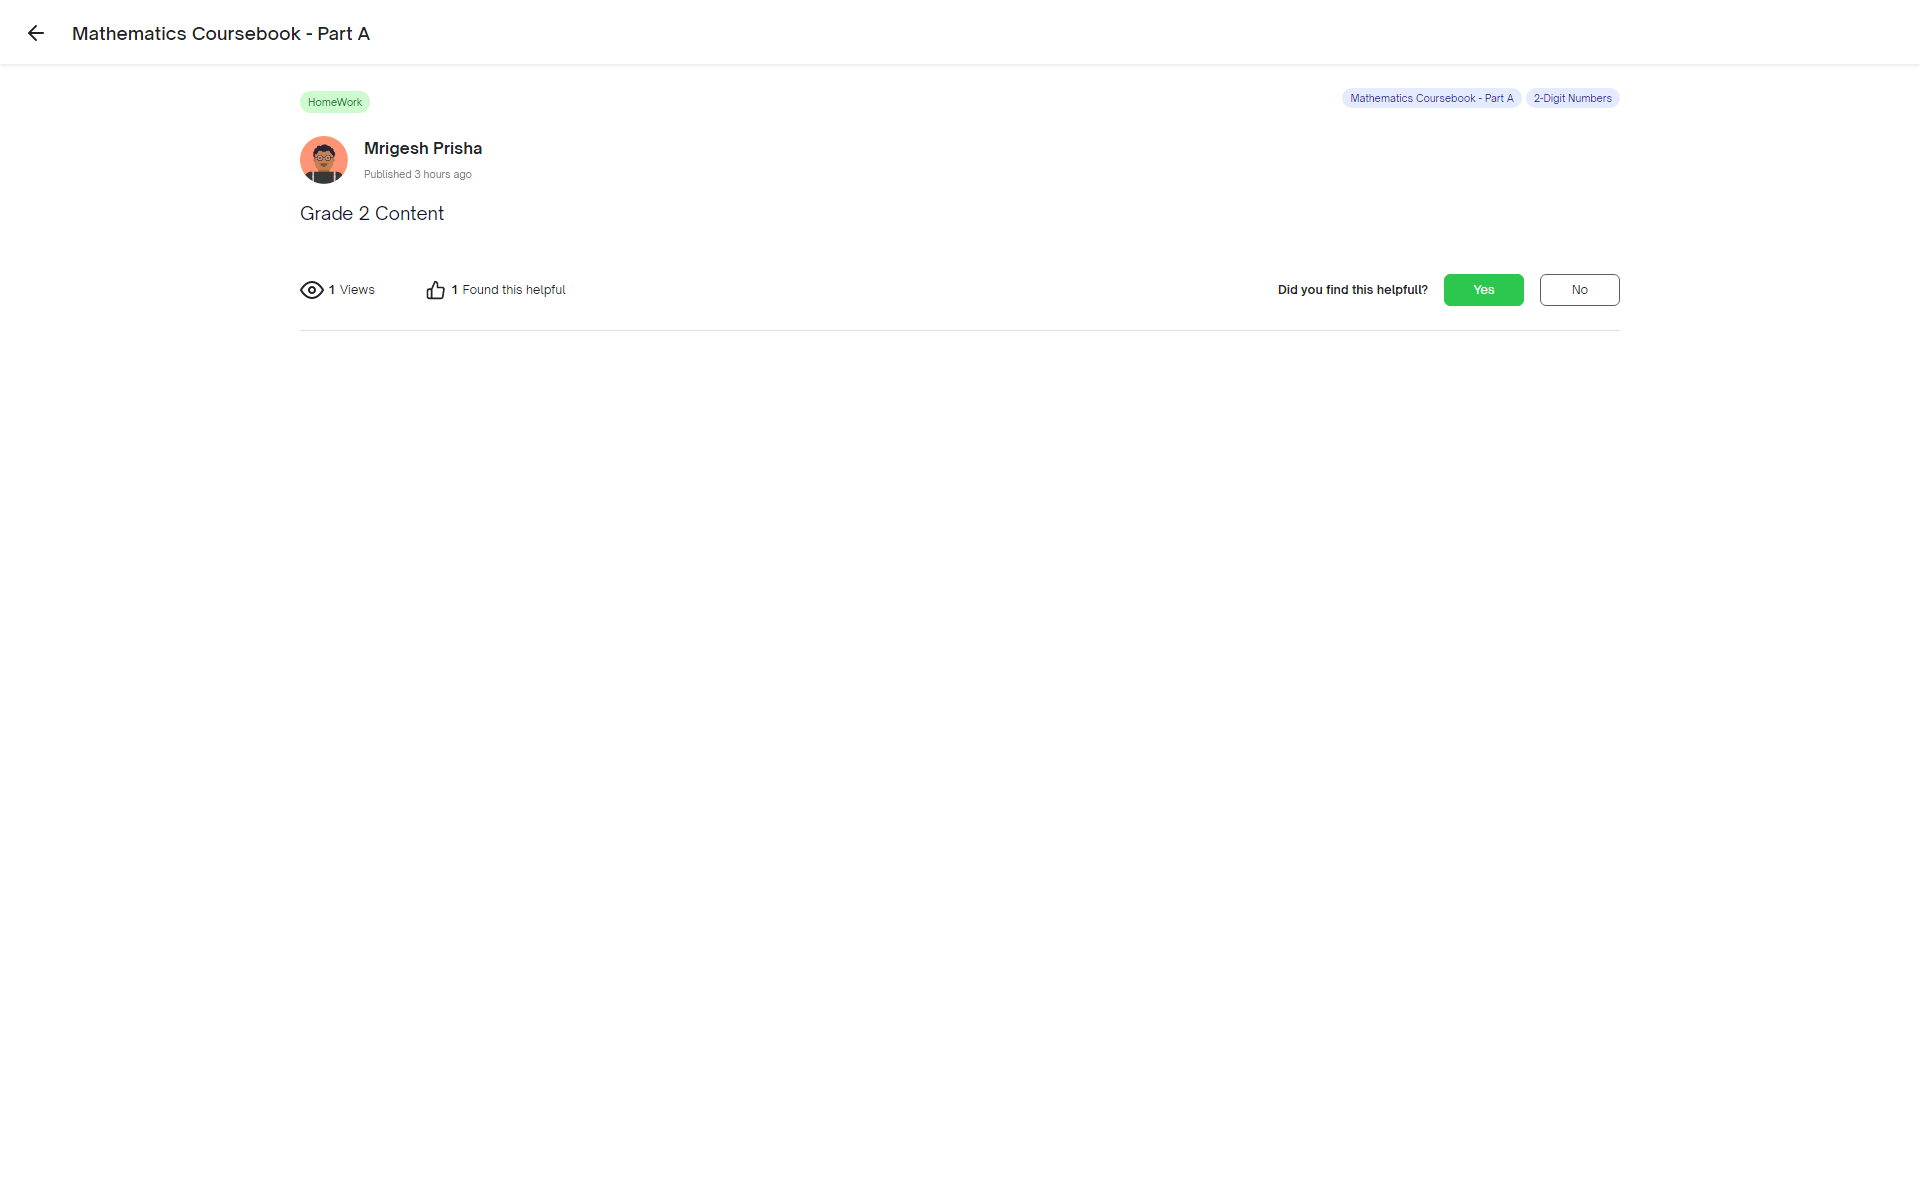 Mathematics Coursebook - Part A
HomeWork
Mathematics Coursebook - Part A
2-Digit Numbers
Mrigesh Prisha
Published 3 hours ago
Grade 2 Content
1 Views
1 Found this helpful
Did you find this helpfull?
Yes
No